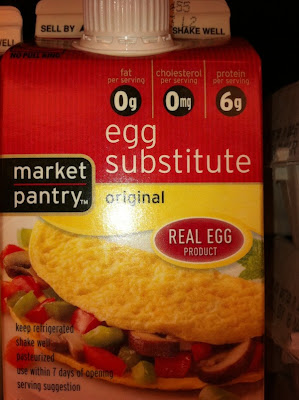 SELL BY
SHAKE WELL
fat
per serving
0g
cholesterol
per serving
0mg
protein
per serving
6g
egg
substitute
market
pantry™
original
REAL EGG
PRODUCT
keep refrigerated
shake well
pasteurized
use within 7 days of opening
serving suggestion